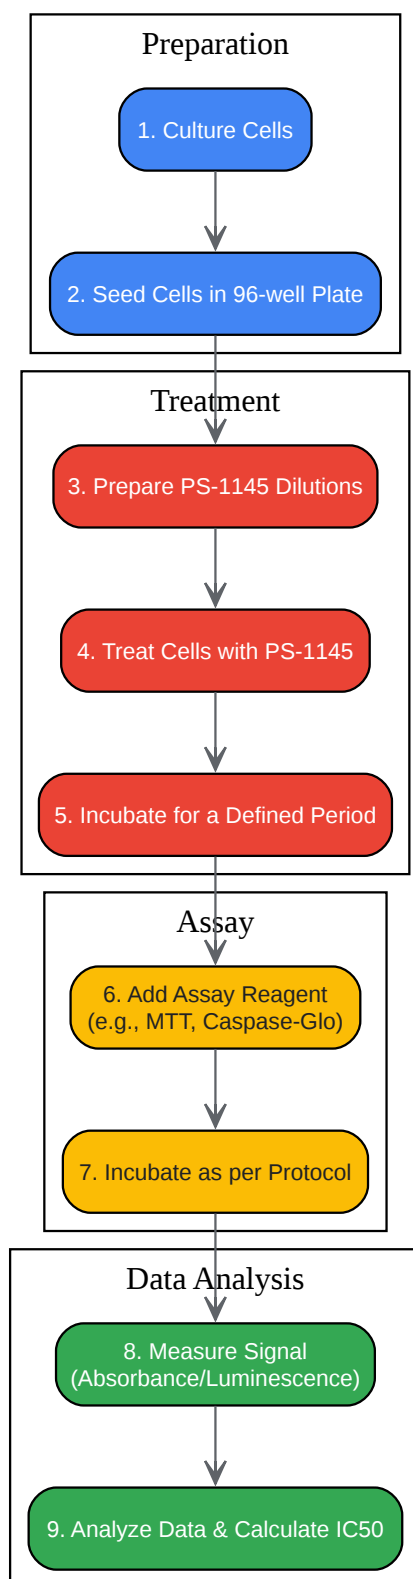 Preparation
1. Culture Cells
2. Seed Cells in 96-well Plate
Treatment
3. Prepare PS-1145 Dilutions
4. Treat Cells with PS-1145
5. Incubate for a Defined Period
Assay
6. Add Assay Reagent
(e.g., MTT, Caspase-Glo)
7. Incubate as per Protocol
Data Analysis
8. Measure Signal
(Absorbance/Luminescence)
9. Analyze Data & Calculate IC50